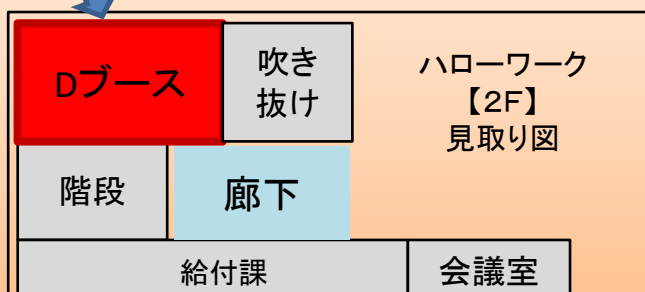 Dブース
吹き
抜け
ハローワーク
【2F】
見取り図
階段
廊下
給付課
会議室